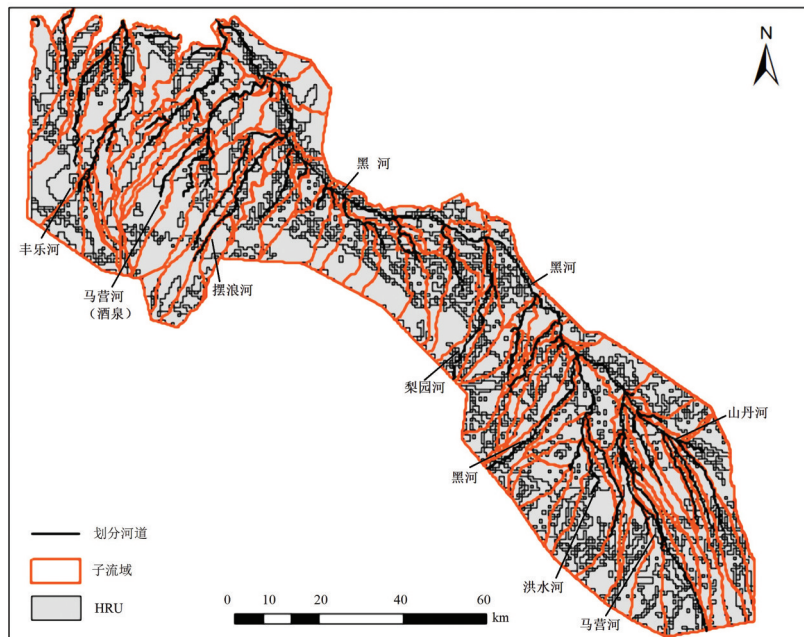 N
黑 河
丰乐河
马营河
（酒泉）
摆浪河
黑河
梨园河
山丹河
黑河
划分河道
子流域
HRU
洪水河
马营河
0 10 20 40 60
km